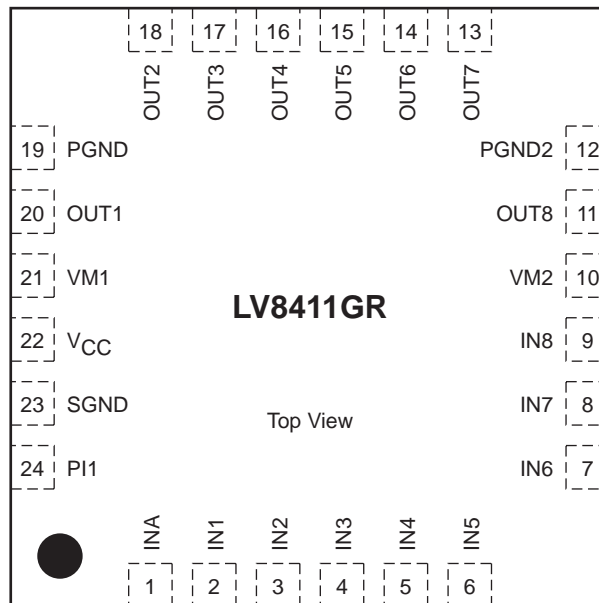 18 17 16 15 14 13
OUT2 OUT3 OUT4 OUT5 OUT6 OUT7
19 PGND PGND2 12
20 OUT1 OUT8 11
21 VM1 VM2 10
LV8411GR
22 VCC IN8 9
23 SGND IN7 8
Top View
24 PI1 IN6 7
INA IN1 IN2 IN3 IN4 IN5
1 2 3 4 5 6